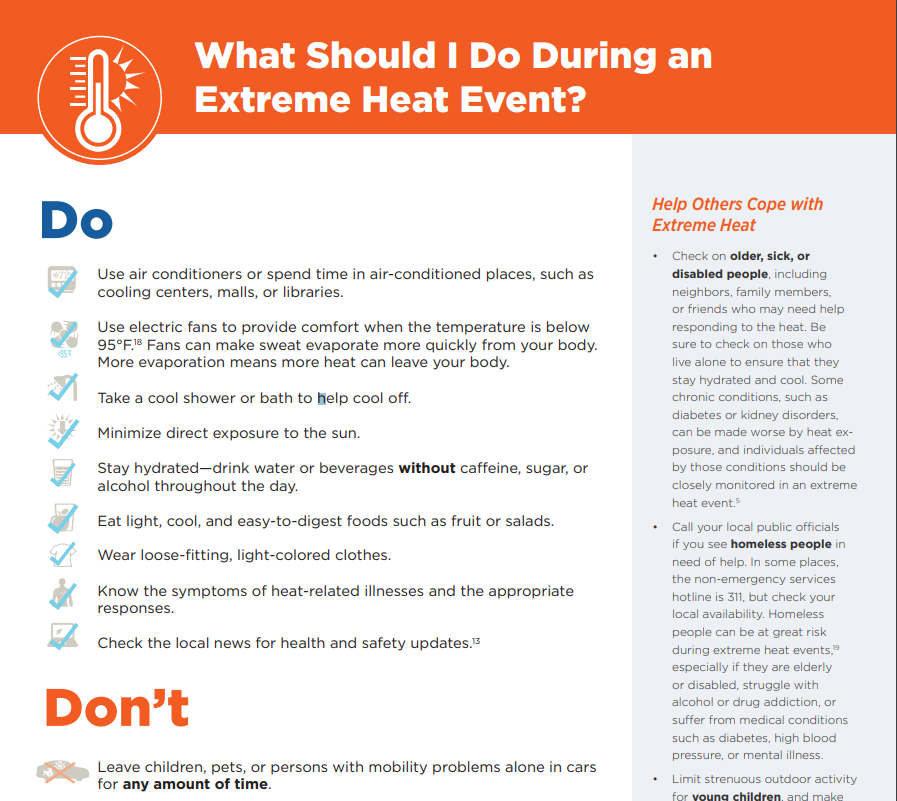 What Should I Do During an
Extreme Heat Event?
Do
Use air conditioners or spend time in air-conditioned places, such as
cooling centers, malls, or libraries.
Use electric fans to provide comfort when the temperature is below
95°F.18 Fans can make sweat evaporate more quickly from your body.
More evaporation means more heat can leave your body.
95°F
Take a cool shower or bath to help cool off.
Minimize direct exposure to the sun.
Stay hydrated—drink water or beverages without caffeine, sugar, or
alcohol throughout the day.
Eat light, cool, and easy-to-digest foods such as fruit or salads.
Wear loose-fitting, light-colored clothes.
Know the symptoms of heat-related illnesses and the appropriate
responses.
Check the local news for health and safety updates.13
Don't
Leave children, pets, or persons with mobility problems alone in cars
for any amount of time.
Help Others Cope with
Extreme Heat
• Check on older, sick, or
disabled people, including
neighbors, family members,
or friends who may need help
responding to the heat. Be
sure to check on those who
live alone to ensure that they
stay hydrated and cool. Some
chronic conditions, such as
diabetes or kidney disorders,
can be made worse by heat ex-
posure, and individuals affected
by those conditions should be
closely monitored in an extreme
heat event.5
• Call your local public officials
if you see homeless people in
need of help. In some places,
the non-emergency services
hotline is 311, but check your
local availability. Homeless
people can be at great risk
during extreme heat events,19
especially if they are elderly
or disabled, struggle with
alcohol or drug addiction, or
suffer from medical conditions
such as diabetes, high blood
pressure, or mental illness.
• Limit strenuous outdoor activity
for young children, and make